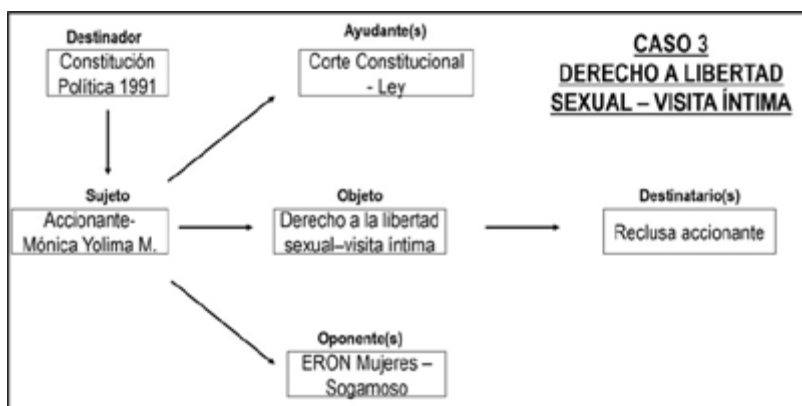 Destinador
Constitución
Política 1991
Ayudante(s)
Corte Constitucional
- Ley
CASO 3
DERECHO A LIBERTAD
SEXUAL – VISITA ÍNTIMA
Sujeto
Accionante-
Mónica Yolima M.
Objeto
Derecho a la libertad
sexual–visita íntima
Destinatario(s)
Reclusa accionante
Oponente(s)
ERON Mujeres –
Sogamoso